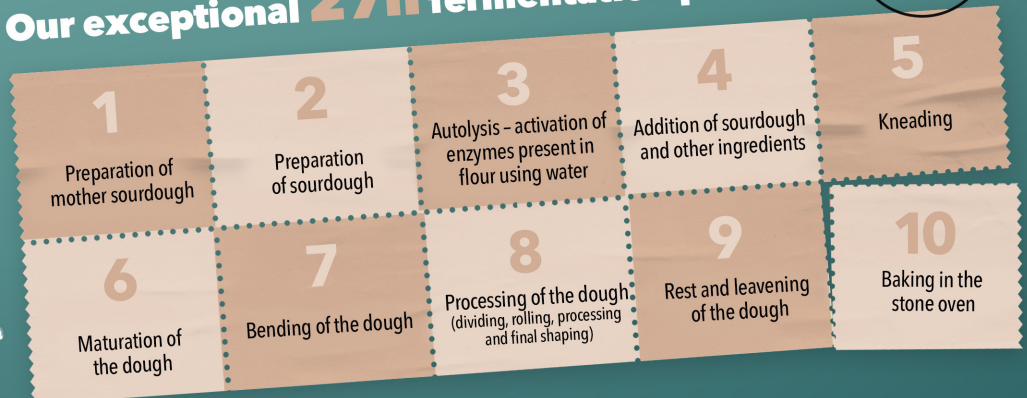 Our exceptional 27h fermentation
1
Preparation of
mother sourdough
2
Preparation
of sourdough
3
Autolysis – activation of
enzymes present in
flour using water
4
Addition of sourdough
and other ingredients
5
Kneading
6
Maturation of
the dough
7
Bending of the dough
8
Processing of the dough
(dividing, rolling, processing
and final shaping)
9
Rest and leavening
of the dough
10
Baking in the
stone oven